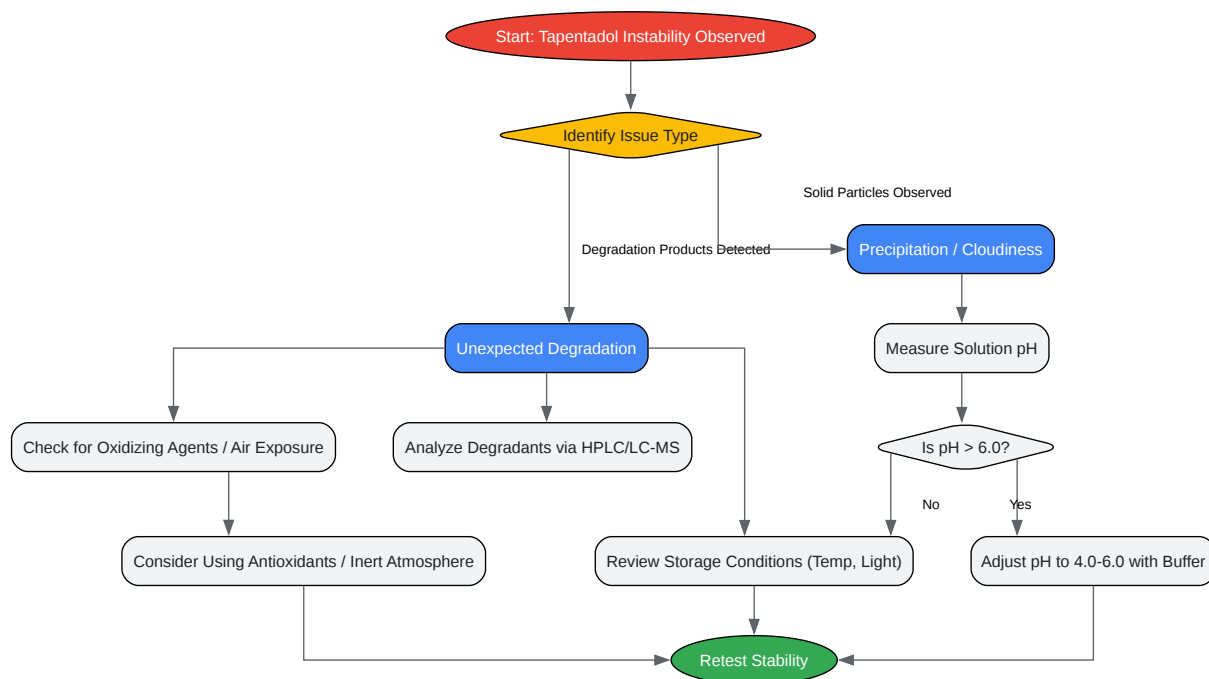 Start: Tapentadol Instability Observed
Identify Issue Type
Solid Particles Observed
Degradation Products Detected
Precipitation / Cloudiness
Unexpected Degradation
Measure Solution pH
Check for Oxidizing Agents / Air Exposure
Analyze Degradants via HPLC/LC-MS
Is pH > 6.0?
No
Yes
Consider Using Antioxidants / Inert Atmosphere
Review Storage Conditions (Temp, Light)
Adjust pH to 4.0-6.0 with Buffer
Retest Stability